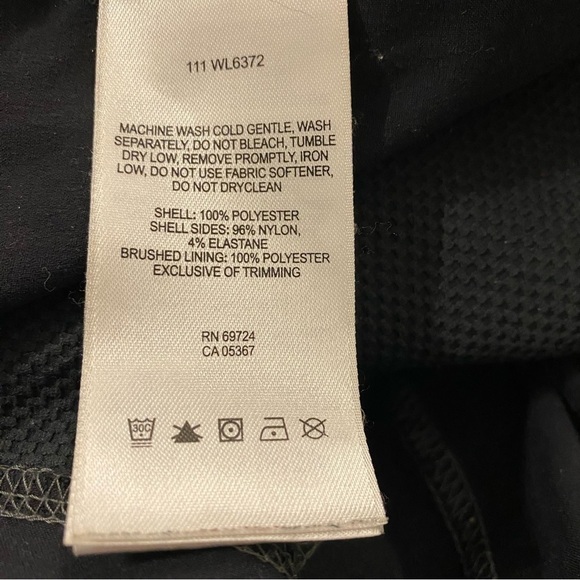 111 WL6372
MACHINE WASH COLD GENTLE, WASH
SEPARATELY, DO NOT BLEACH, TUMBLE
DRY LOW, REMOVE PROMPTLY, IRON
LOW, DO NOT USE FABRIC SOFTENER,
DO NOT DRYCLEAN
SHELL: 100% POLYESTER
SHELL SIDES: 96% NYLON,
4% ELASTANE
BRUSHED LINING: 100% POLYESTER
EXCLUSIVE OF TRIMMING
RN 69724
CA 05367
30C